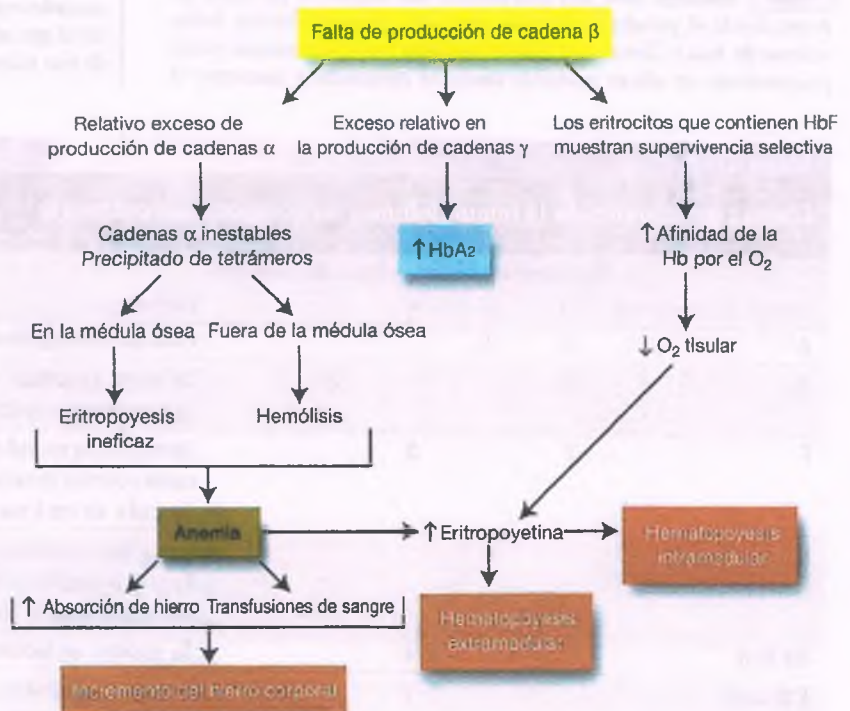 Falta de producción de cadena β
Relativo exceso de
producción de cadenas α
Exceso relativo en
la producción de cadenas γ
Los eritrocitos que contienen HbF
muestran supervivencia selectiva
Cadenas α inestables
Precipitado de tetrámeros
↑HbA2
↑Afinidad de la
Hb por el O2
En la médula ósea
Fuera de la médula ósea
↓ O2 tisular
Eritropoyesis
ineficaz
Hemólisis
Anemia
↑Eritropoyetina
Hematopoyesis
intramedular
↑ Absorción de hierro
Transfusiones de sangre
Hematopoyesis
extramedular
Incremento del hierro corporal